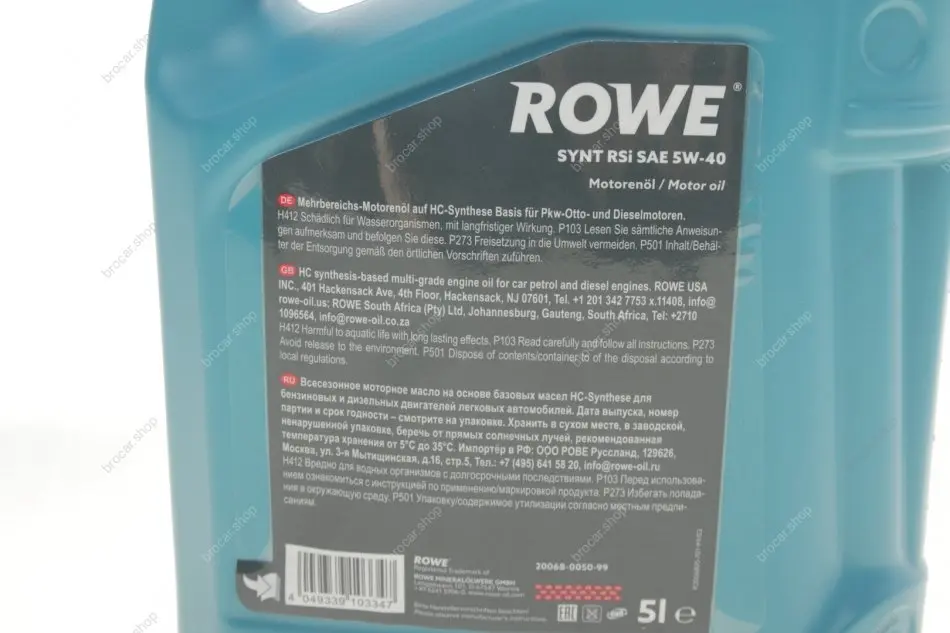 ROWE®
SYNT RSi SAE 5W-40
Motorenöl / Motor oil
DE Mehrbereichs-Motorenöl auf HC-Synthese Basis für Pkw-Otto- und Dieselmotoren.
H412 Schädlich für Wasserorganismen, mit langfristiger Wirkung. P103 Lesen Sie sämtliche Anweisun-
gen aufmerksam und befolgen Sie diese. P273 Freisetzung in die Umwelt vermeiden. P501 Inhalt/Behäl-
ter der Entsorgung gemäß den örtlichen Vorschriften zuführen.
GB HC synthesis-based multi-grade engine oil for car petrol and diesel engines. ROWE USA
INC., 401 Hackensack Ave, 4th Floor, Hackensack, NJ 07601, Tel. +1 201 342 7753 x.11408, info@
rowe-oil.us; ROWE South Africa (Pty) Ltd, Johannesburg, Gauteng, South Africa, Tel: +2710
1096564, info@rowe-oil.co.za
H412 Harmful to aquatic life with long lasting effects. P103 Read carefully and follow all instructions. P273
Avoid release to the environment. P501 Dispose of contents/container to of the disposal according to
local regulations.
RU Всесезонное моторное масло на основе базовых масел HC-Synthese для
бензиновых и дизельных двигателей легковых автомобилей. Дата выпуска, номер
партии и срок годности – смотрите на упаковке. Хранить в сухом месте, в заводской,
ненарушенной упаковке, беречь от прямых солнечных лучей, рекомендованная
температура хранения от 5°C до 35°C. Импортёр в РФ: ООО РОВЕ Руссланд, 129626,
Москва, ул. 3-я Мытищинская, д.16, стр.5, Тел.: +7 (495) 641 58 20, info@rowe-oil.ru
H412 Вредно для водных организмов с долгосрочными последствиями. P103 Перед использова-
нием ознакомиться с инструкцией по применению/маркировкой продукта. P273 Избегать попада-
ния в окружающую среду. P501 Упаковку/содержимое утилизации согласно местным предпи-
саниям.
4 049339 103347
ROWE
Registered Trademark of
ROWE MINERALÖLWERK GMBH
20068-0050-99
EAC
5l e
brocar.shop